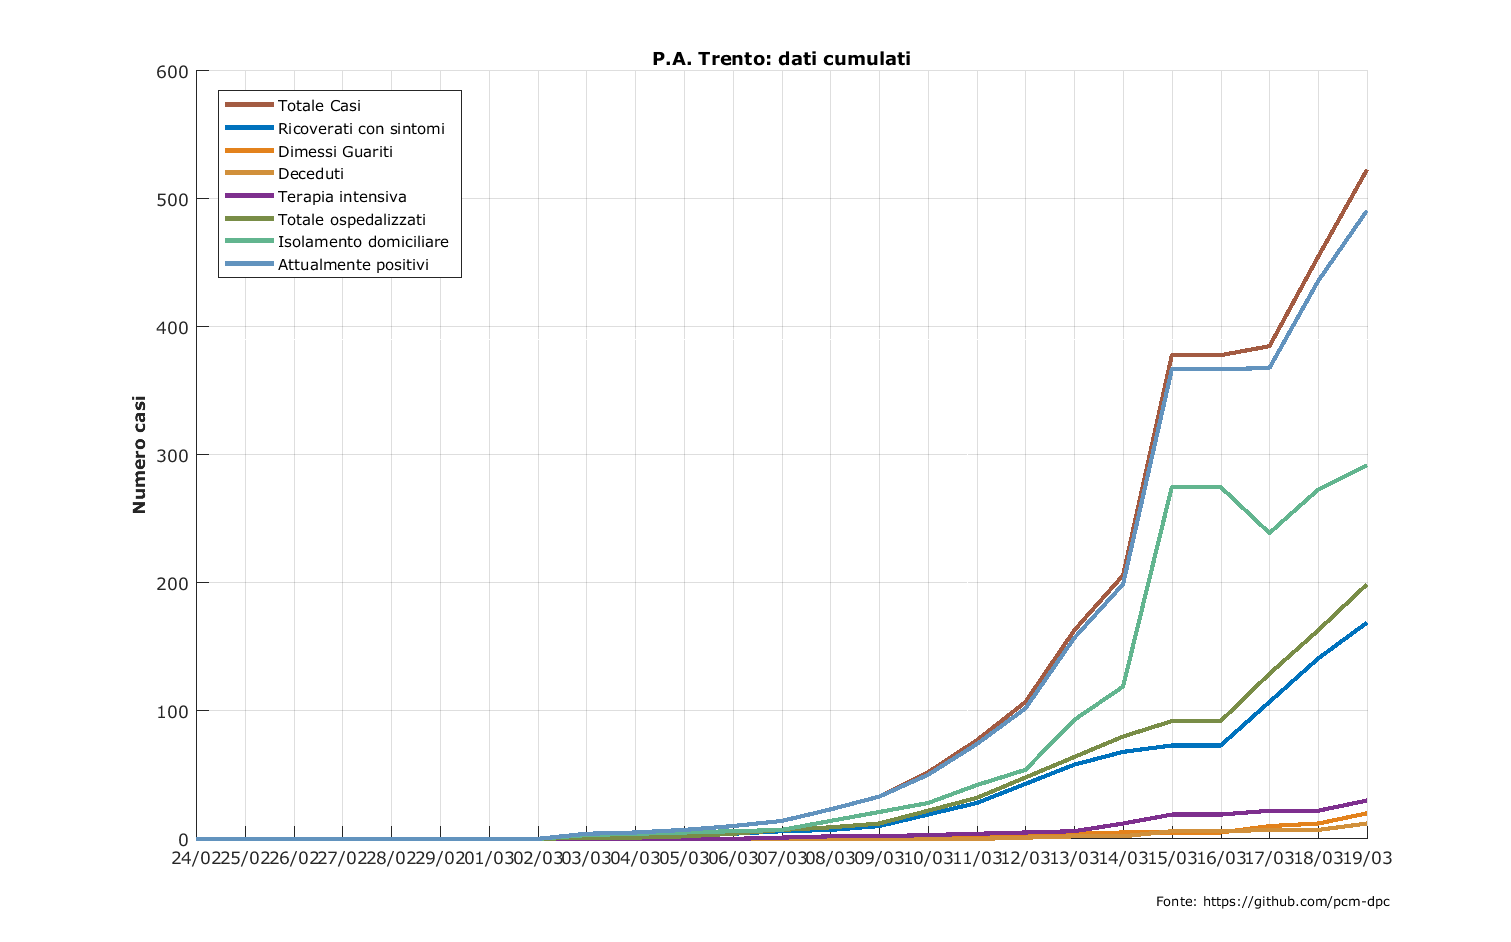 P.A. Trento: dati cumulati
600
500
400
300
200
100
0
Numero casi
Totale Casi
Ricoverati con sintomi
Dimessi Guariti
Deceduti
Terapia intensiva
Totale ospedalizzati
Isolamento domiciliare
Attualmente positivi
24/02 25/02 26/02 27/02 28/02 29/02 01/03 02/03 03/03 04/03 05/03 06/03 07/03 08/03 09/03 10/03 11/03 12/03 13/03 14/03 15/03 16/03 17/03 18/03 19/03
Fonte: https://github.com/pcm-dpc